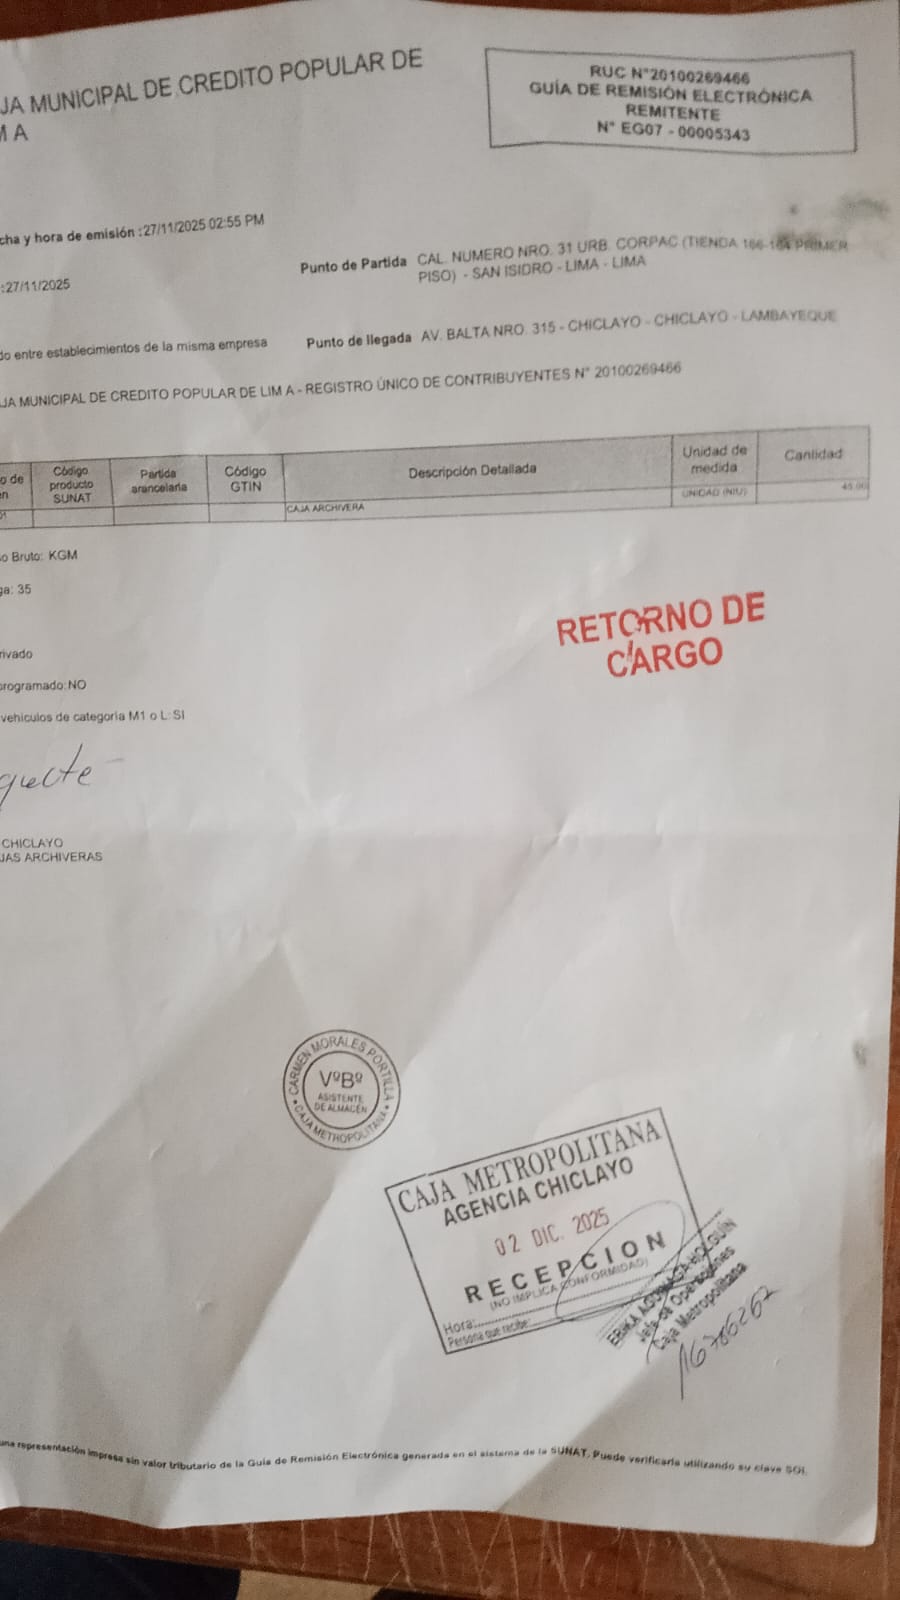 JA MUNICIPAL DE CREDITO POPULAR DE
M A
RUC N°20100269466
GUÍA DE REMISIÓN ELECTRÓNICA
REMITENTE
N° EG07 - 00005343
cha y hora de emisión :27/11/2025 02:55 PM
:27/11/2025
Punto de Partida CAL. NUMERO NRO. 31 URB. CORPAC (TIENDA 166-164 PRIMER
PISO) - SAN ISIDRO - LIMA - LIMA
do entre establecimientos de la misma empresa
Punto de llegada AV. BALTA NRO. 315 - CHICLAYO - CHICLAYO - LAMBAYEQUE
JA MUNICIPAL DE CREDITO POPULAR DE LIM A - REGISTRO ÚNICO DE CONTRIBUYENTES N° 20100269466
o de
en
Código
producto
SUNAT
Partida
arancelaria
Código
GTIN
Descripción Detallada
Unidad de
medida
Cantidad
CAJA ARCHIVERA
UNIDAD (NIU)
o Bruto: KGM
ga: 35
rivado
programado:NO
vehiculos de categoría M1 o L: SI
RETORNO DE
CARGO
CHICLAYO
JAS ARCHIVERAS
CARMEN MORALES PORTILLA
VºBº
ASISTENTE
DE ALMACÉN
CAJA METROPOLITANA
CAJA METROPOLITANA
AGENCIA CHICLAYO
02 DIC. 2025
RECEPCION
(NO IMPLICA CONFORMIDAD)
Hora:
Persona que recibe:
Jefe de Operaciones
Caja Metropolitana
una representación impresa sin valor tributario de la Guía de Remisión Electrónica generada en el sistema de la SUNAT. Puede verificarla utilizando su clave SOL.